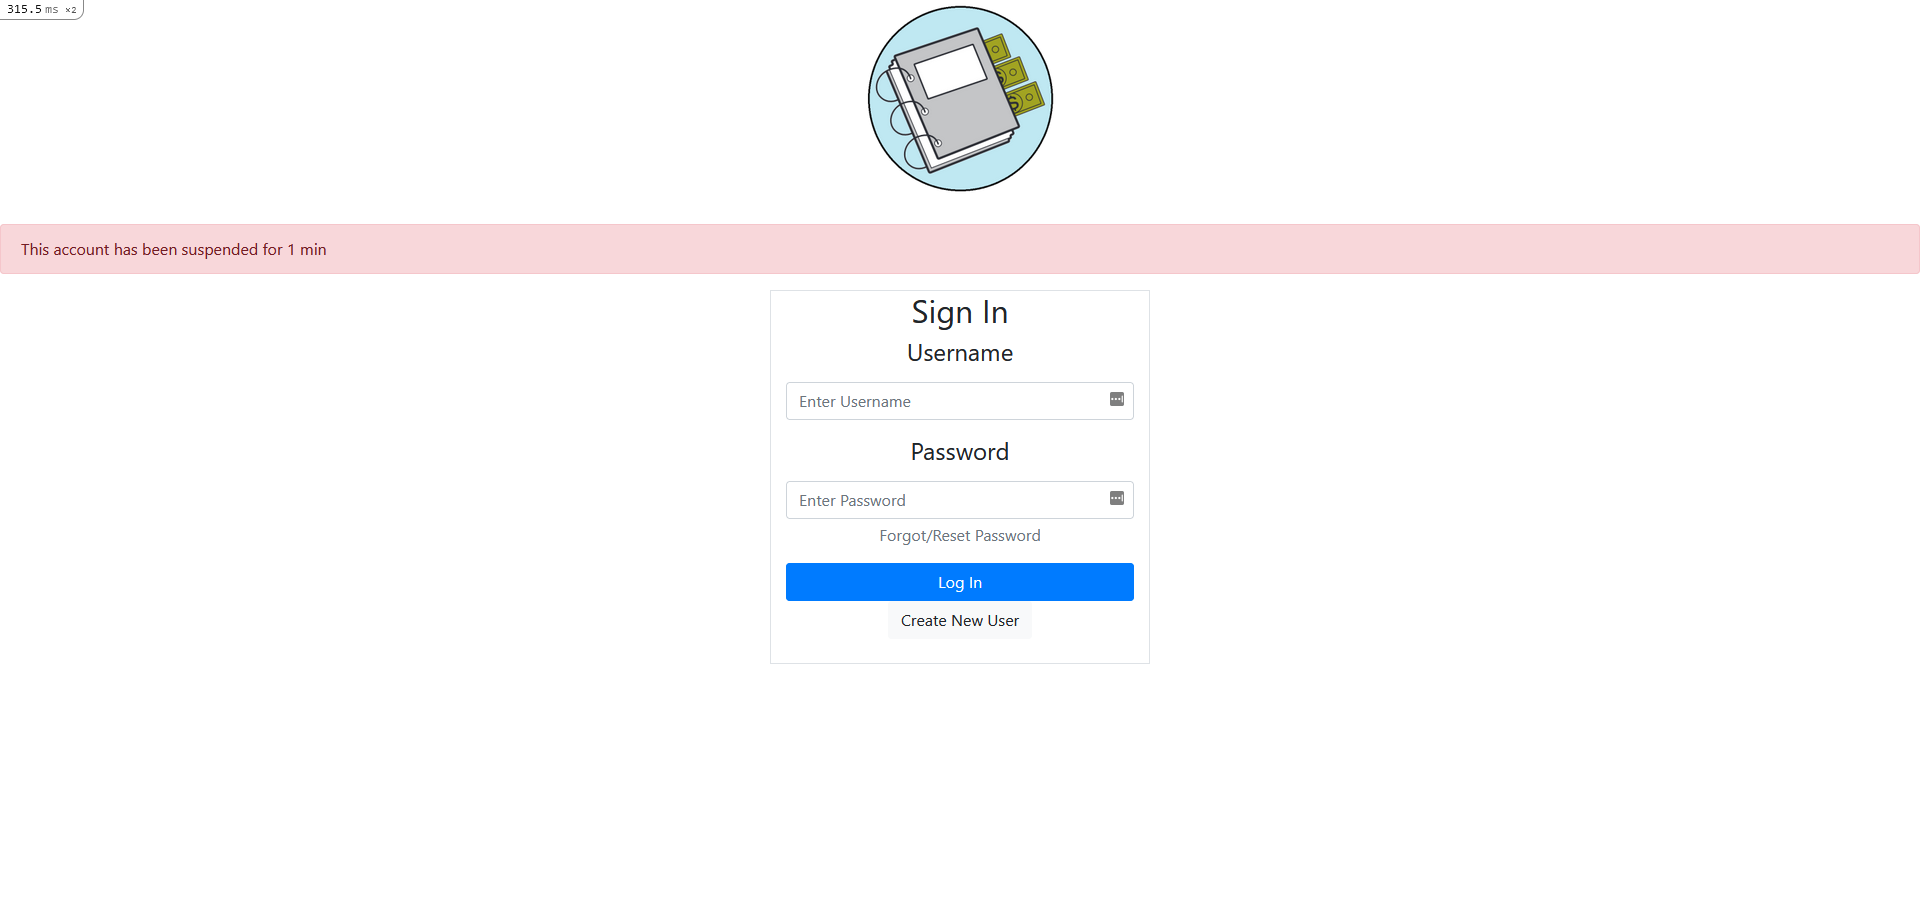 315.5 ms ×2
This account has been suspended for 1 min
Sign In
Username
Enter Username
Password
Enter Password
Forgot/Reset Password
Log In
Create New User